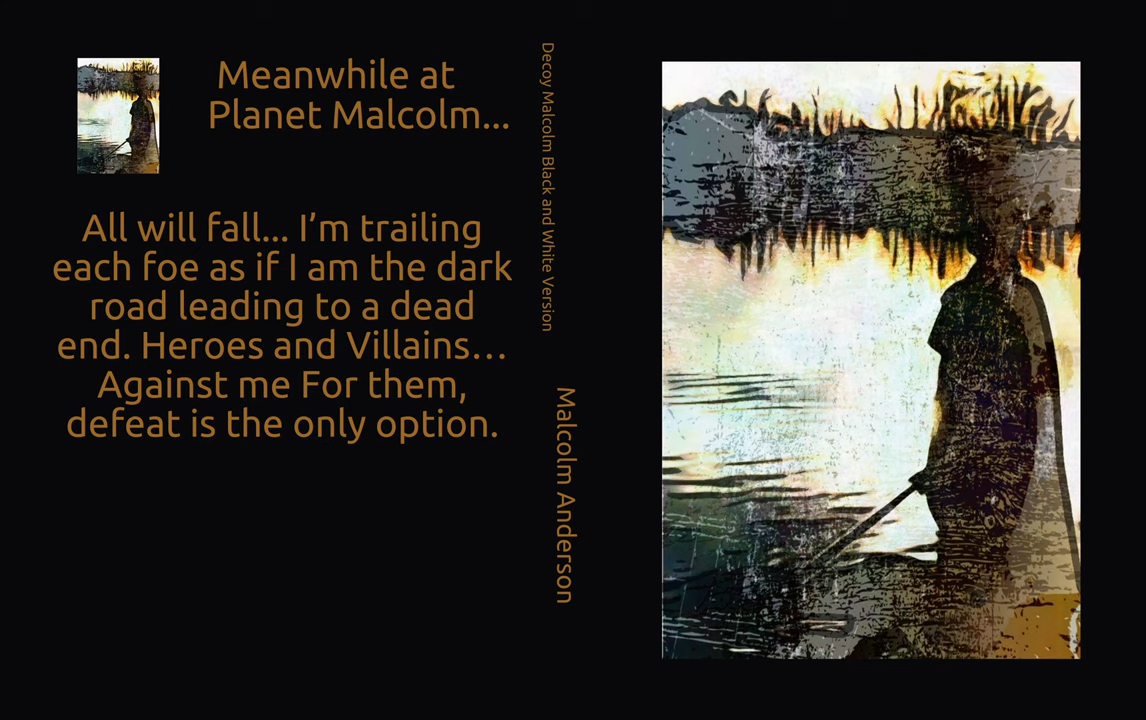 Meanwhile at
Planet Malcolm...
All will fall... I’m trailing
each foe as if I am the dark
road leading to a dead
end. Heroes and Villains…
Against me For them,
defeat is the only option.
Decoy Malcolm Black and White Version
Malcolm Anderson